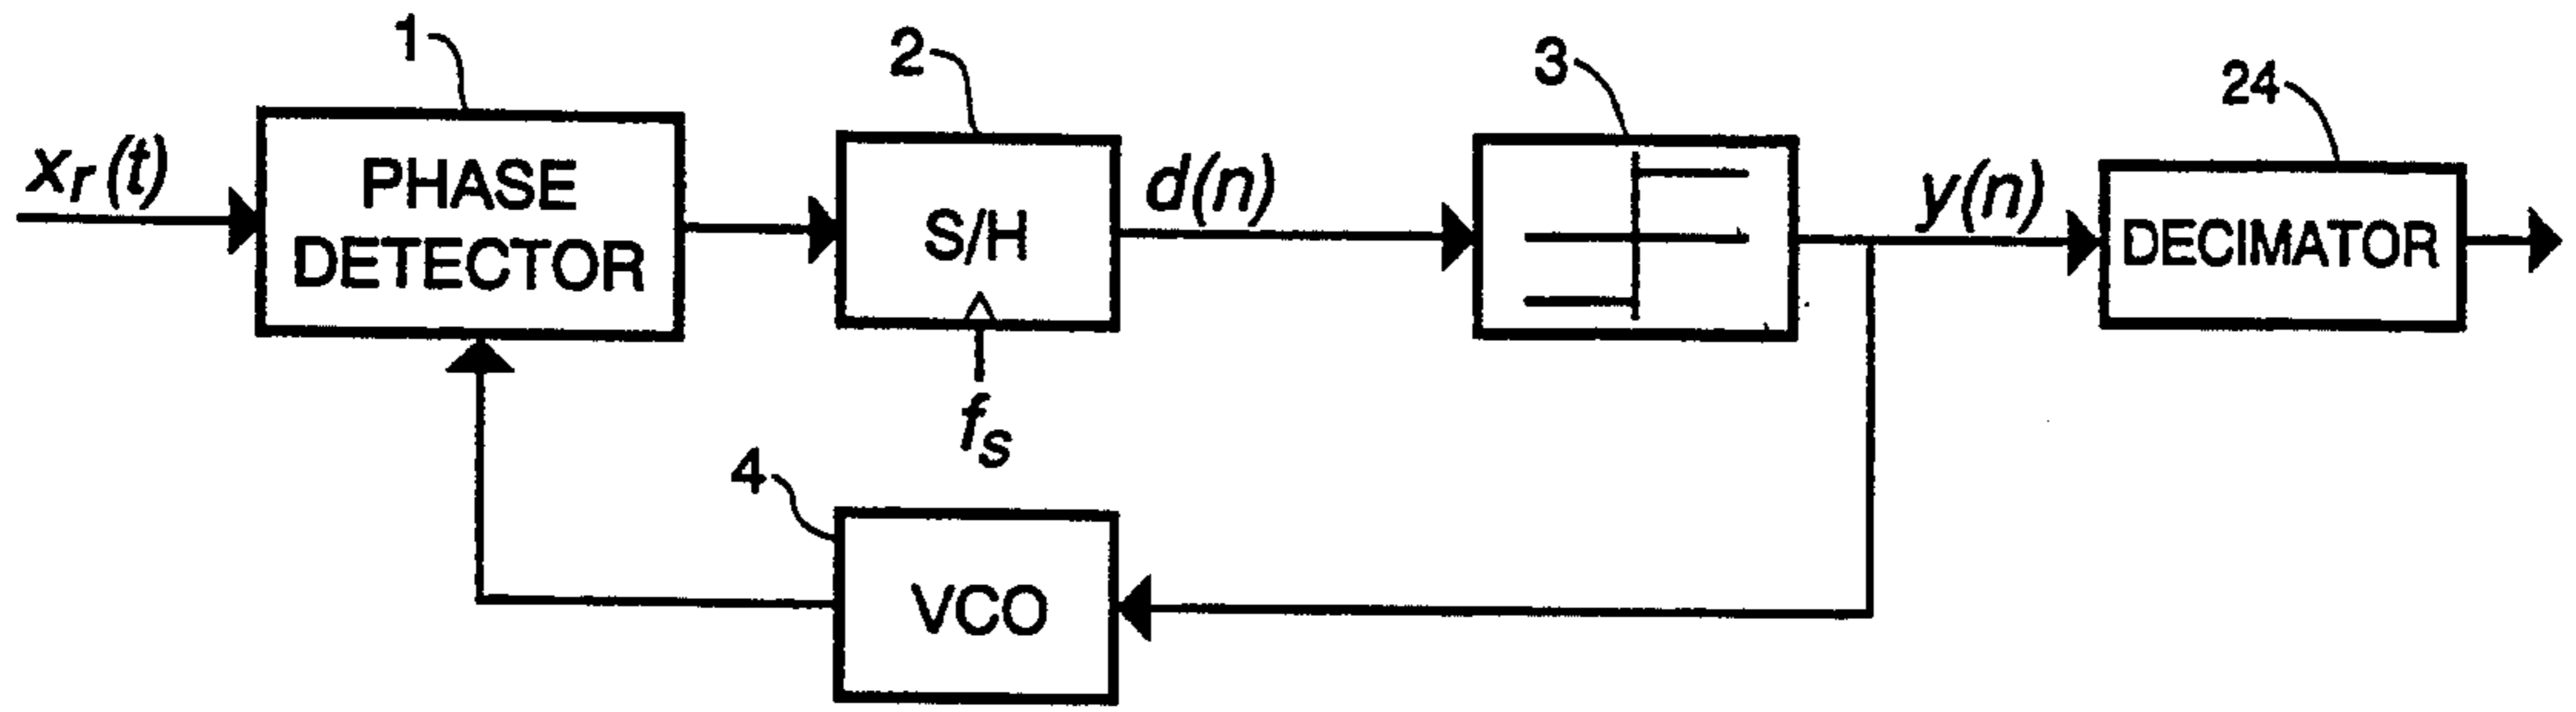 1
2
3
24
x_r(t)
PHASE
DETECTOR
S/H
d(n)
y(n)
DECIMATOR
f_s
4
VCO